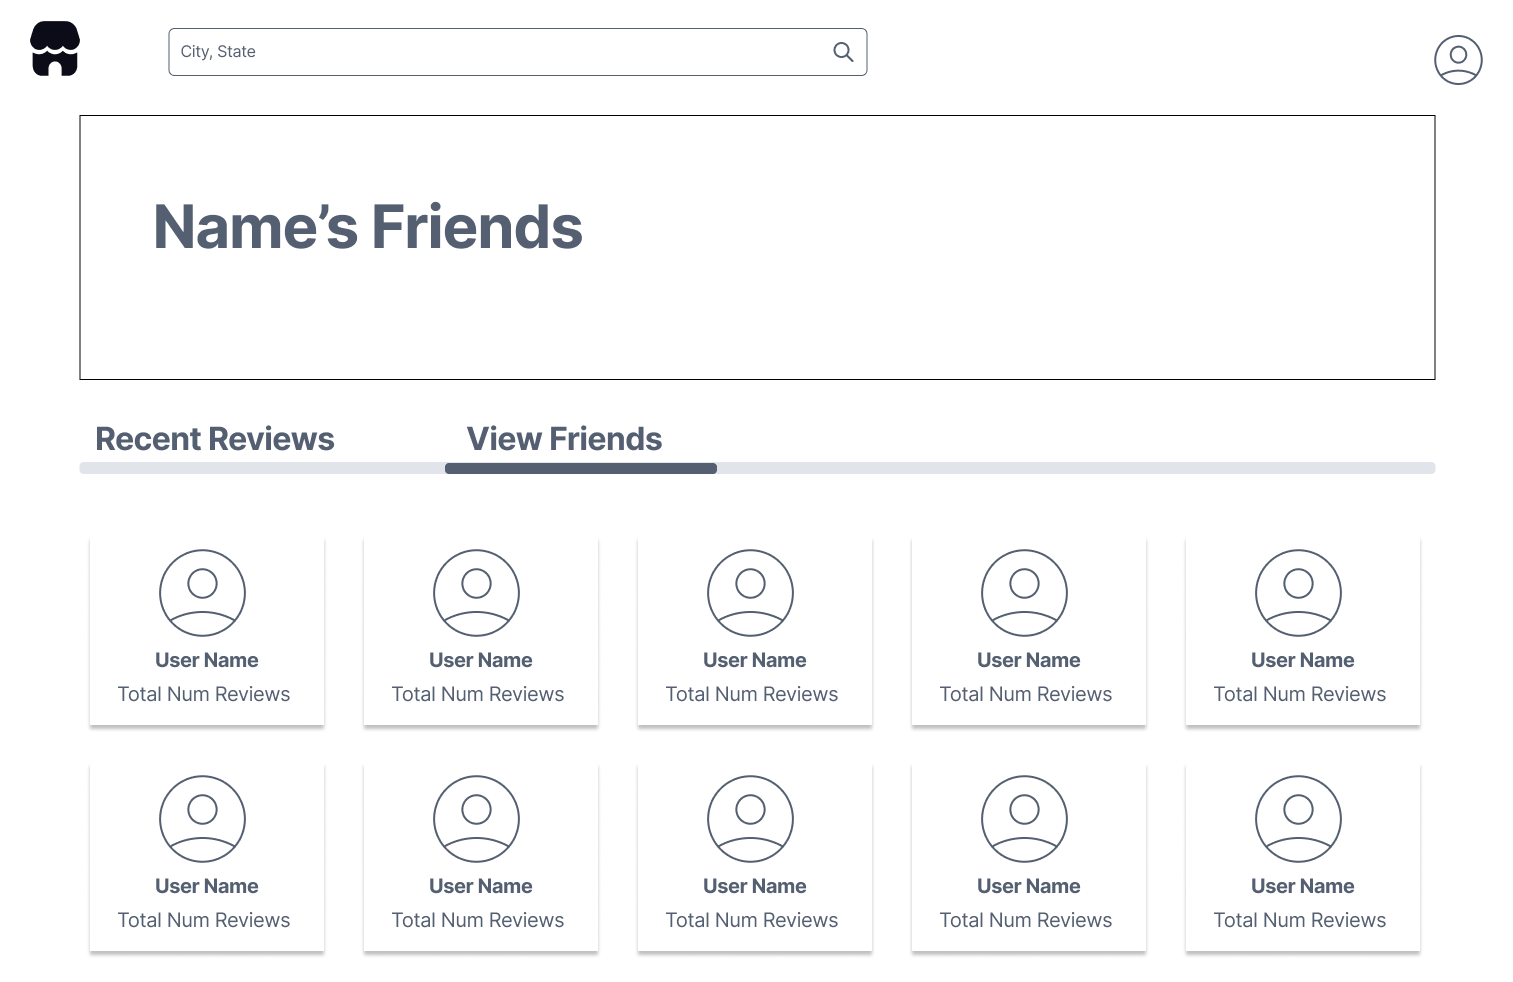 City, State
Name’s Friends
Recent Reviews View Friends
User Name User Name User Name User Name User Name
Total Num Reviews Total Num Reviews Total Num Reviews Total Num Reviews Total Num Reviews
User Name User Name User Name User Name User Name
Total Num Reviews Total Num Reviews Total Num Reviews Total Num Reviews Total Num Reviews